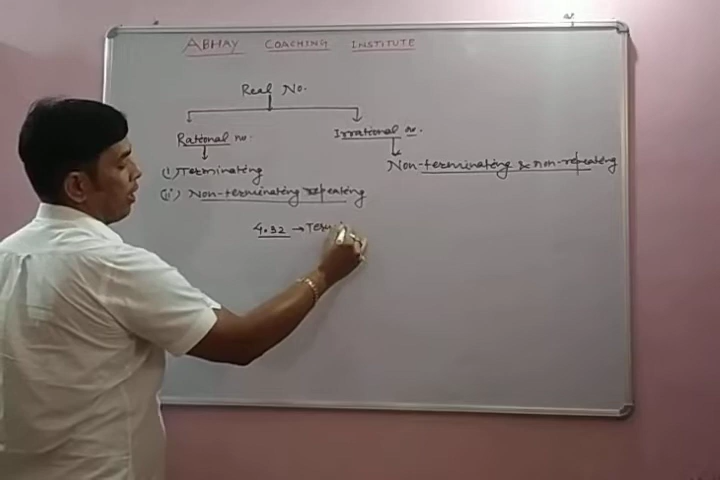 ABHAY COACHING INSTITUTE
Real No.
Rational no.
Irrational no.
(i) Terminating
Non-terminating & non-repeating
(ii) Non-terminating repeating
4.32 → Term